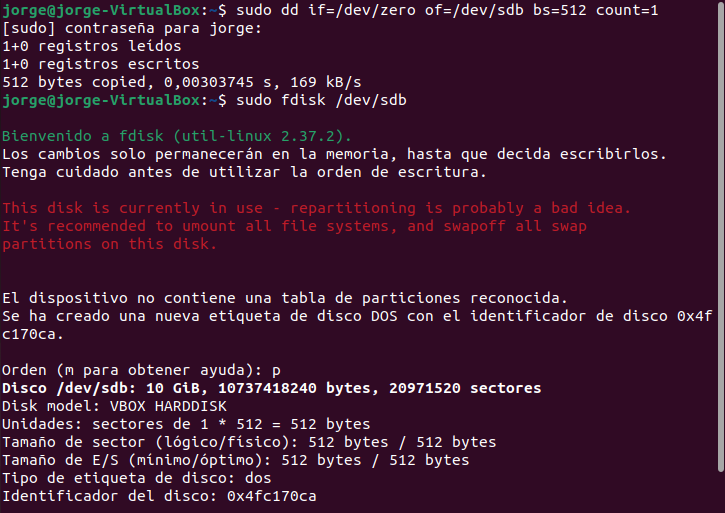 jorge@jorge-VirtualBox:~$ sudo dd if=/dev/zero of=/dev/sdb bs=512 count=1
[sudo] contraseña para jorge:
1+0 registros leídos
1+0 registros escritos
512 bytes copied, 0,00303745 s, 169 kB/s
jorge@jorge-VirtualBox:~$ sudo fdisk /dev/sdb
Bienvenido a fdisk (util-linux 2.37.2).
Los cambios solo permanecerán en la memoria, hasta que decida escribirlos.
Tenga cuidado antes de utilizar la orden de escritura.
This disk is currently in use - repartitioning is probably a bad idea.
It's recommended to umount all file systems, and swapoff all swap
partitions on this disk.
El dispositivo no contiene una tabla de particiones reconocida.
Se ha creado una nueva etiqueta de disco DOS con el identificador de disco 0x4f
c170ca.
Orden (m para obtener ayuda): p
Disco /dev/sdb: 10 GiB, 10737418240 bytes, 20971520 sectores
Disk model: VBOX HARDDISK
Unidades: sectores de 1 * 512 = 512 bytes
Tamaño de sector (lógico/físico): 512 bytes / 512 bytes
Tamaño de E/S (mínimo/óptimo): 512 bytes / 512 bytes
Tipo de etiqueta de disco: dos
Identificador del disco: 0x4fc170ca